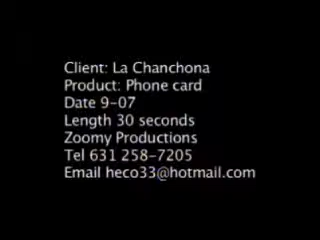 Client: La Chanchona
Product: Phone card
Date 9-07
Length 30 seconds
Zoomy Productions
Tel 631 258-7205
Email heco33@hotmail.com